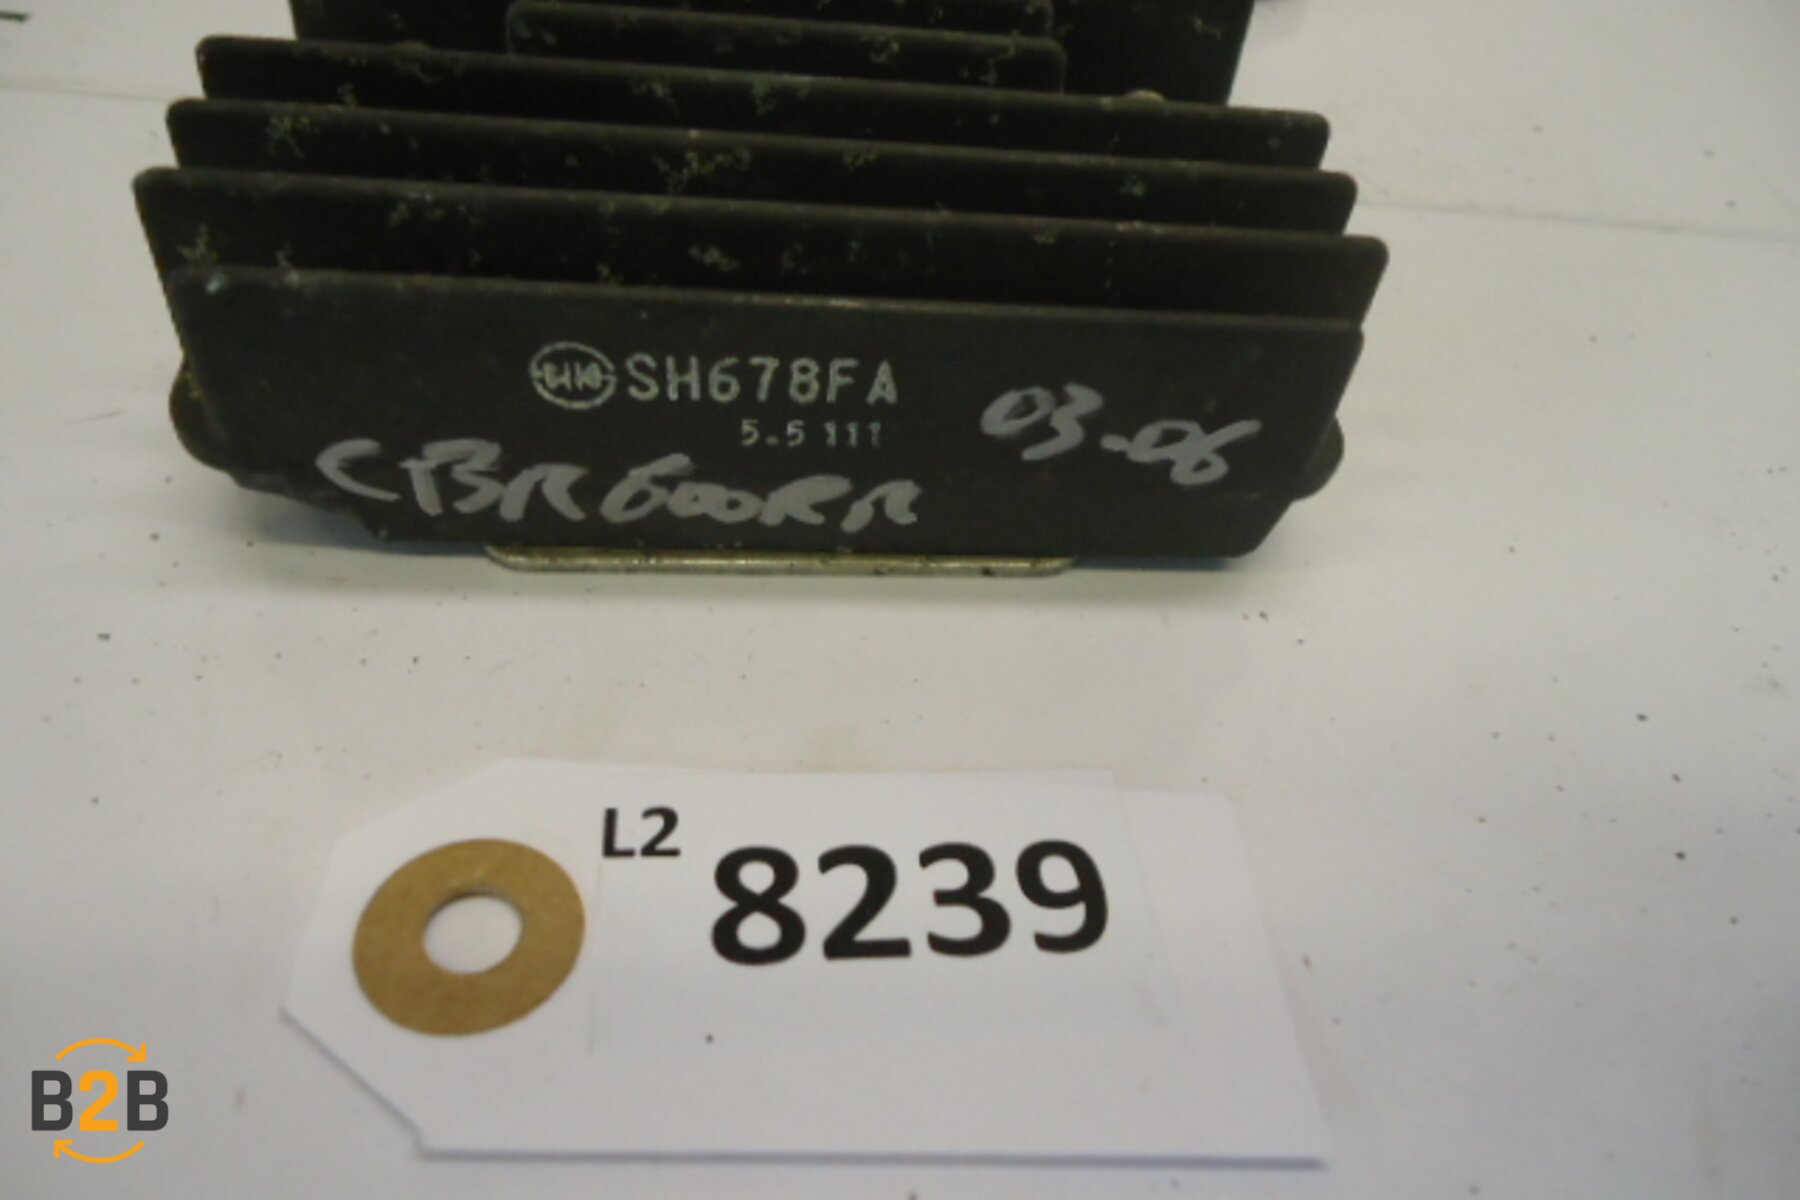 SH678FA
5.5 111
03-06
CBR600RR
L2
8239
B2B